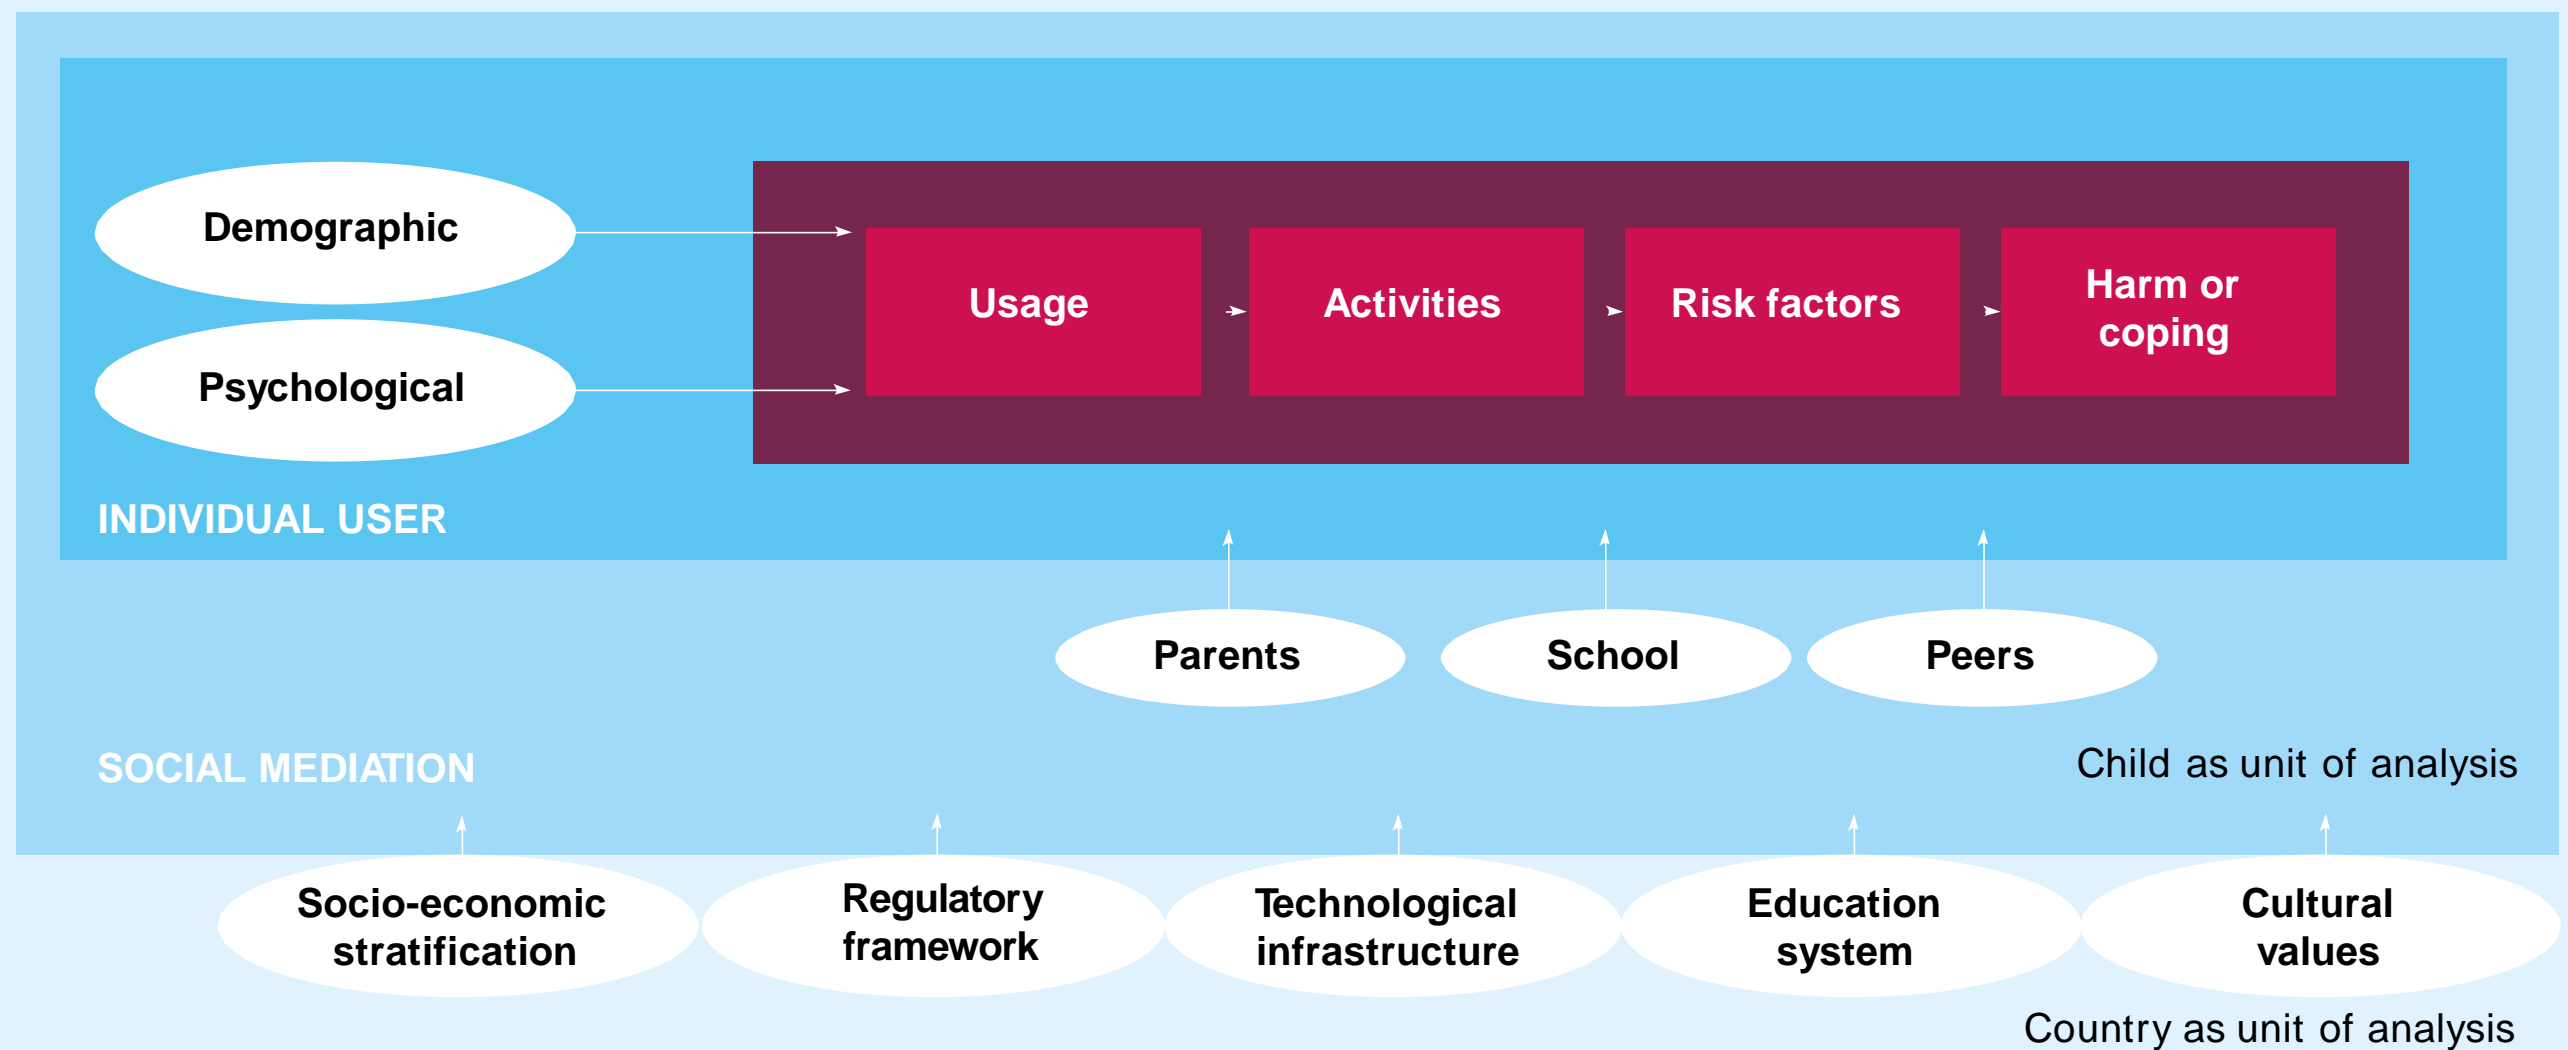 Demographic
Psychological
Usage
Activities
Risk factors
Harm or
coping
INDIVIDUAL USER
Parents
School
Peers
SOCIAL MEDIATION
Child as unit of analysis
Socio-economic
stratification
Regulatory
framework
Technological
infrastructure
Education
system
Cultural
values
Country as unit of analysis